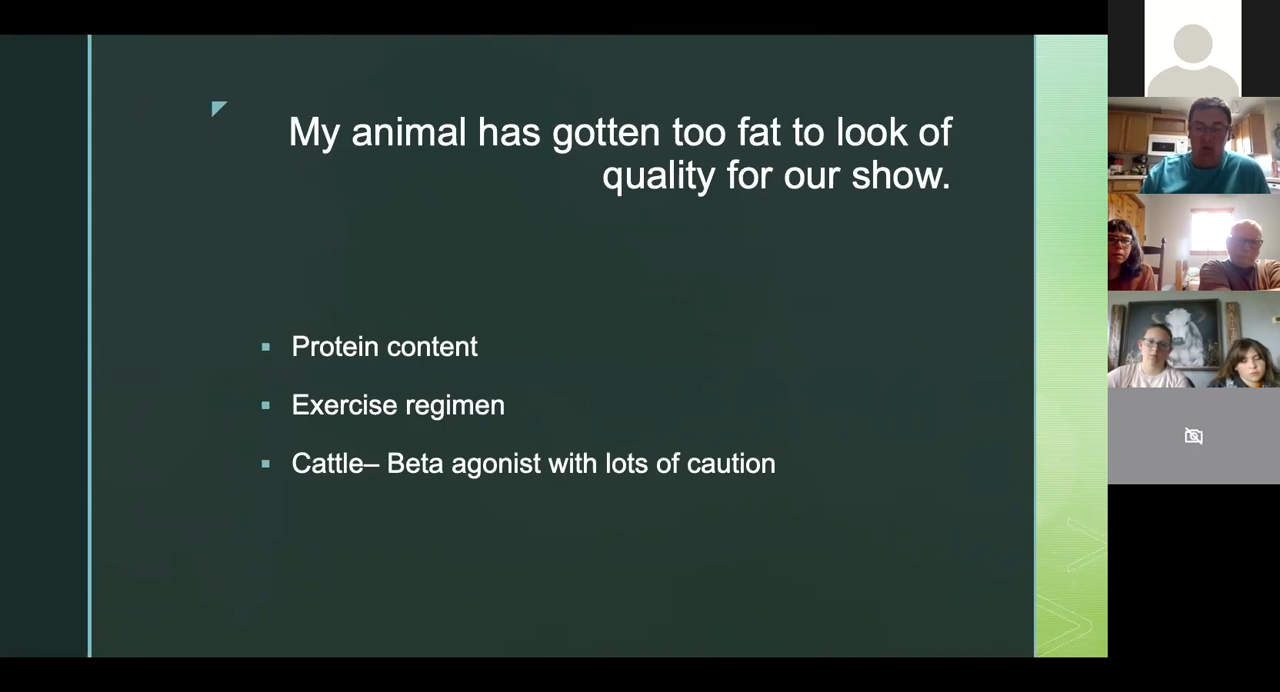 My animal has gotten too fat to look of
quality for our show.
Protein content
Exercise regimen
Cattle– Beta agonist with lots of caution